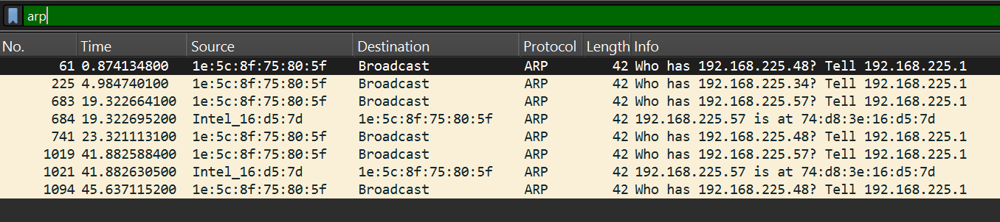 arp
No. Time Source Destination Protocol Length Info
61 0.874134800 1e:5c:8f:75:80:5f Broadcast ARP 42 Who has 192.168.225.48? Tell 192.168.225.1
225 4.984740100 1e:5c:8f:75:80:5f Broadcast ARP 42 Who has 192.168.225.34? Tell 192.168.225.1
683 19.322664100 1e:5c:8f:75:80:5f Broadcast ARP 42 Who has 192.168.225.57? Tell 192.168.225.1
684 19.322695200 Intel_16:d5:7d 1e:5c:8f:75:80:5f ARP 42 192.168.225.57 is at 74:d8:3e:16:d5:7d
741 23.321113100 1e:5c:8f:75:80:5f Broadcast ARP 42 Who has 192.168.225.48? Tell 192.168.225.1
1019 41.882588400 1e:5c:8f:75:80:5f Broadcast ARP 42 Who has 192.168.225.57? Tell 192.168.225.1
1021 41.882630500 Intel_16:d5:7d 1e:5c:8f:75:80:5f ARP 42 192.168.225.57 is at 74:d8:3e:16:d5:7d
1094 45.637115200 1e:5c:8f:75:80:5f Broadcast ARP 42 Who has 192.168.225.48? Tell 192.168.225.1